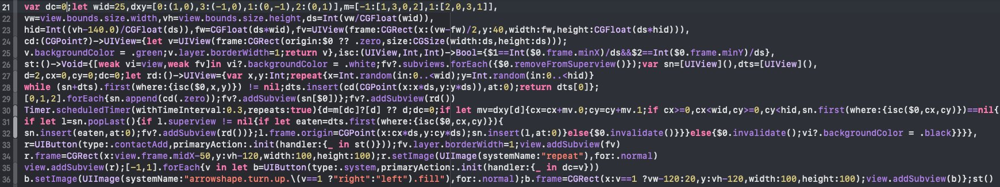 21 var dc=0;let wid=25,dxy=[0:(1,0),3:(-1,0),1:(0,-1),2:(0,1)],m=[-1:[1,3,0,2],1:[2,0,3,1]],
22 vw=view.bounds.size.width,vh=view.bounds.size.height,ds=Int(vw/CGFloat(wid)),
23 hid=Int((vh-140.0)/CGFloat(ds)),fw=CGFloat(ds*wid),fv=UIView(frame:CGRect(x:(vw-fw)/2,y:40,width:fw,height:CGFloat(ds*hid))),
24 cd:(CGPoint?)->UIView={let v=UIView(frame:CGRect(origin:$0 ?? .zero,size:CGSize(width:ds,height:ds)));
25 v.backgroundColor = .green;v.layer.borderWidth=1;return v},isc:(UIView,Int,Int)->Bool={$1==Int($0.frame.minX)/ds&&$2==Int($0.frame.minY)/ds},
26 st:()->Void={[weak vi=view,weak fv]in vi?.backgroundColor = .white;fv?.subviews.forEach({$0.removeFromSuperview()});var sn=[UIView](),dts=[UIView](),
27 d=2,cx=0,cy=0;dc=0;let rd:()->UIView={var x,y:Int;repeat{x=Int.random(in:0..<wid);y=Int.random(in:0..<hid)}
28 while (sn+dts).first(where:{isc($0,x,y)}) != nil;dts.insert(cd(CGPoint(x:x*ds,y:y*ds)),at:0);return dts[0]};
29 [0,1,2].forEach{sn.append(cd(.zero));fv?.addSubview(sn[$0])};fv?.addSubview(rd())
30 Timer.scheduledTimer(withTimeInterval:0.3,repeats:true){d=m[dc]?[d] ?? d;dc=0;if let mv=dxy[d]{cx=cx+mv.0;cy=cy+mv.1;if cx>=0,cx<wid,cy>=0,cy<hid,sn.first(where:{isc($0,cx,cy)})==nil{
31 if let l=sn.popLast(){if l.superview != nil{if let eaten=dts.first(where:{isc($0,cx,cy)}){
32 sn.insert(eaten,at:0);fv?.addSubview(rd())};l.frame.origin=CGPoint(x:cx*ds,y:cy*ds);sn.insert(l,at:0)}else{$0.invalidate()}}}else{$0.invalidate();vi?.backgroundColor = .black}}}},
33 r=UIButton(type:.contactAdd,primaryAction:.init(handler:{_ in st()}));fv.layer.borderWidth=1;view.addSubview(fv)
34 r.frame=CGRect(x:view.frame.midX-50,y:vh-120,width:100,height:100);r.setImage(UIImage(systemName:"repeat"),for:.normal)
35 view.addSubview(r);[-1,1].forEach{v in let b=UIButton(type:.system,primaryAction:.init(handler:{_ in dc=v}))
36 b.setImage(UIImage(systemName:"arrowshape.turn.up.\(v==1 ?"right":"left").fill"),for:.normal);b.frame=CGRect(x:v==1 ?vw-120:20,y:vh-120,width:100,height:100);view.addSubview(b)};st()